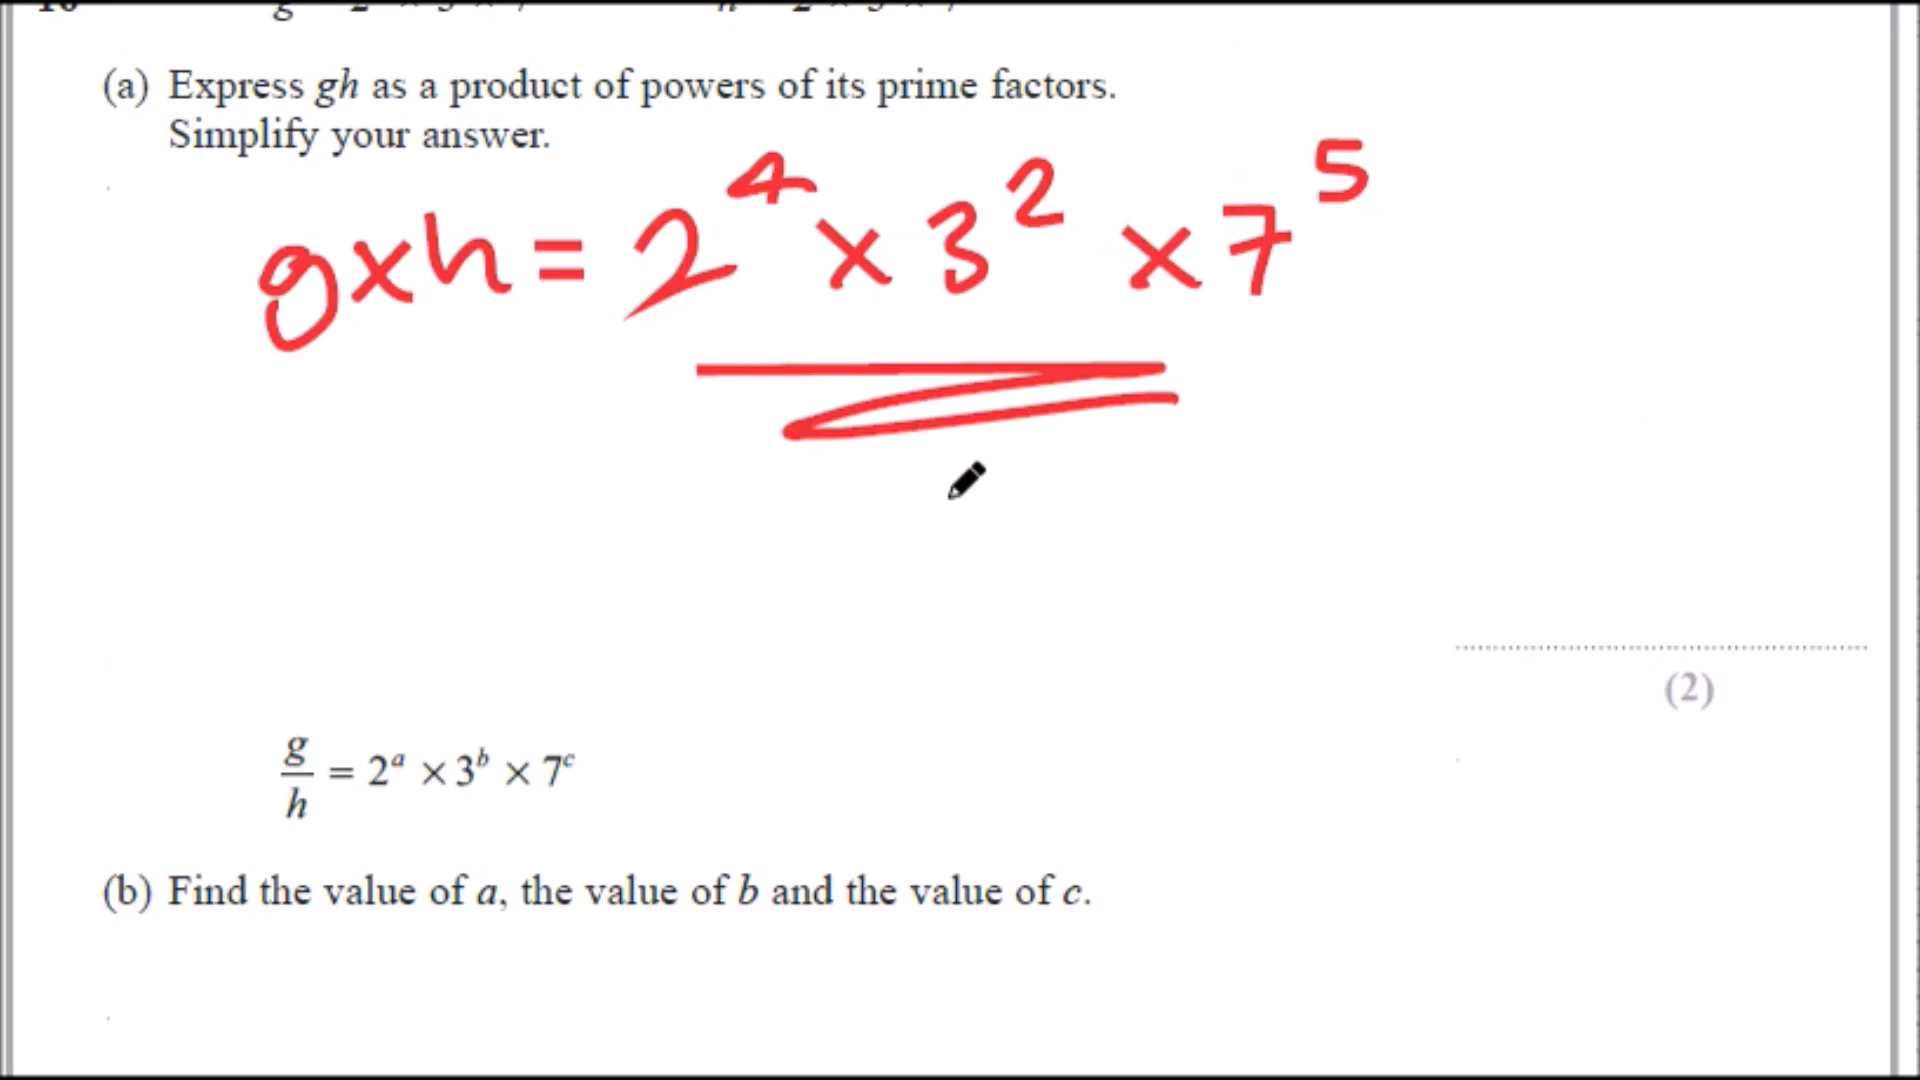 (a) Express gh as a product of powers of its prime factors.
Simplify your answer.
g×h = 2⁴ × 3² × 7⁵
(2)
g/h = 2ᵃ × 3ᵇ × 7ᶜ
(b) Find the value of a, the value of b and the value of c.